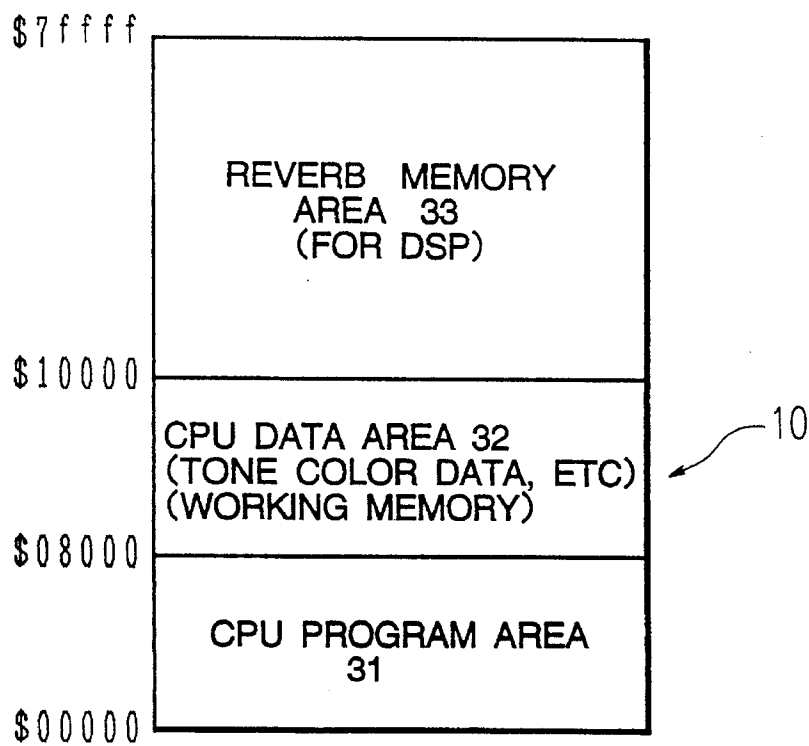 $7ffff
REVERB MEMORY
AREA 33
(FOR DSP)
$10000
CPU DATA AREA 32
(TONE COLOR DATA, ETC)
(WORKING MEMORY)
10
$08000
CPU PROGRAM AREA
31
$00000